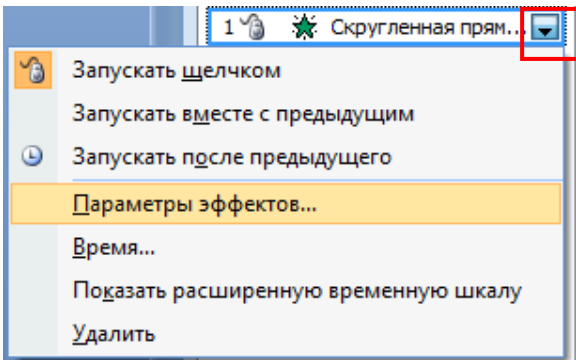 1 Скругленная прям...
Запускать щелчком
Запускать вместе с предыдущим
Запускать после предыдущего
Параметры эффектов...
Время...
Показать расширенную временную шкалу
Удалить